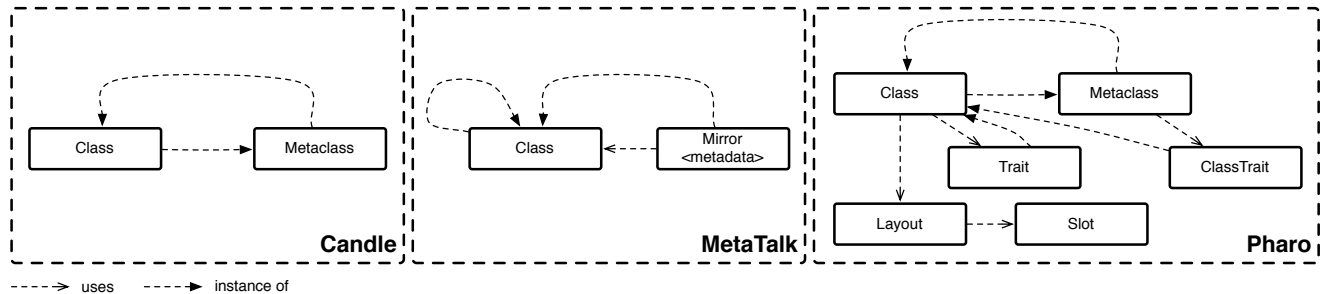 Class
Metaclass
Candle
Class
Mirror
<metadata>
MetaTalk
Class
Metaclass
Trait
ClassTrait
Layout
Slot
Pharo
uses
instance of